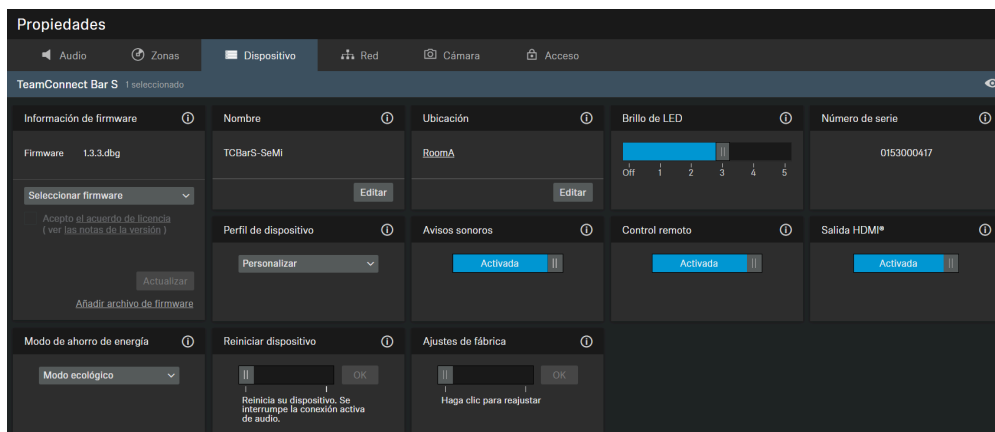 Propiedades
Audio
Zonas
Dispositivo
Red
Cámara
Acceso
TeamConnect Bar S 1 seleccionado
Información de firmware
Firmware 1.3.3.dbg
Seleccionar firmware
Acepto el acuerdo de licencia
( ver las notas de la versión )
Actualizar
Añadir archivo de firmware
Nombre
TCBarS-SeMi
Editar
Ubicación
RoomA
Editar
Brillo de LED
Off 1 2 3 4 5
Número de serie
0153000417
Perfil de dispositivo
Personalizar
Avisos sonoros
Activada
Control remoto
Activada
Salida HDMI®
Activada
Modo de ahorro de energía
Modo ecológico
Reiniciar dispositivo
OK
Reinicia su dispositivo. Se
interrumpe la conexión activa
de audio.
Ajustes de fábrica
OK
Haga clic para reajustar